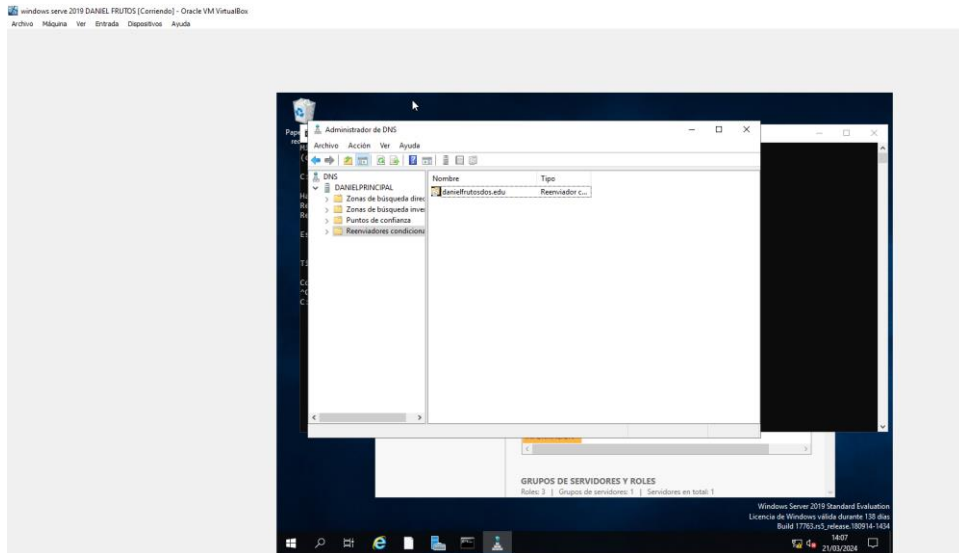 windows serve 2019 DANIEL FRUTOS [Corriendo] - Oracle VM VirtualBox
Archivo Máquina Ver Entrada Dispositivos Ayuda
Administrador de DNS
Archivo Acción Ver Ayuda
DNS
DANIELPRINCIPAL
Zonas de búsqueda direc
Zonas de búsqueda inver
Puntos de confianza
Reenviadores condiciona
Nombre Tipo
danielfrutosdos.edu Reenviador c...
GRUPOS DE SERVIDORES Y ROLES
Roles: 3 | Grupos de servidores: 1 | Servidores en total: 1
Windows Server 2019 Standard Evaluation
Licencia de Windows válida durante 138 días
Build 17763.rs5_release.180914-1434
14:07
21/03/2024